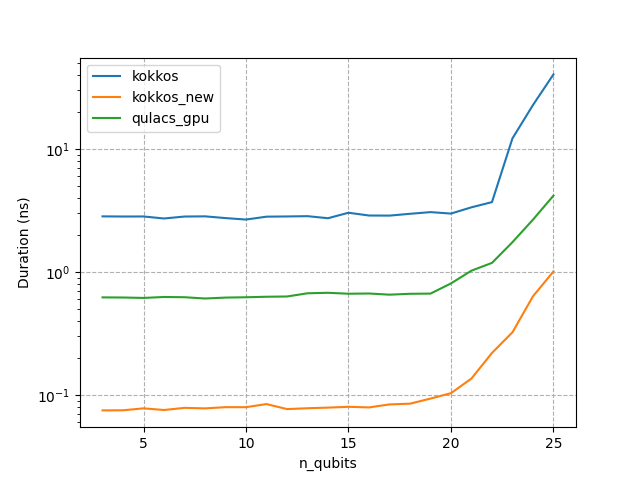 kokkos
kokkos_new
qulacs_gpu
Duration (ns)
10¹
10⁰
10⁻¹
5 10 15 20 25
n_qubits